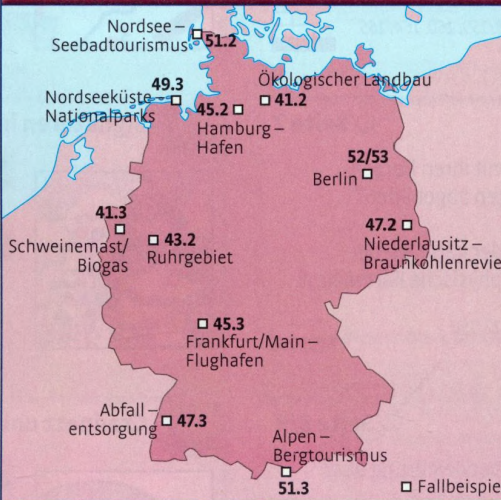 Nordsee –
Seebadtourismus
51.2
49.3
Nordseeküste –
Nationalparks
Ökologischer Landbau
41.2
45.2
Hamburg –
Hafen
52/53
Berlin
41.3
Schweinemast/
Biogas
43.2
Ruhrgebiet
47.2
Niederlausitz –
Braunkohlenrevie
45.3
Frankfurt/Main –
Flughafen
Abfall –
entsorgung
47.3
Alpen –
Bergtourismus
51.3
Fallbeispie